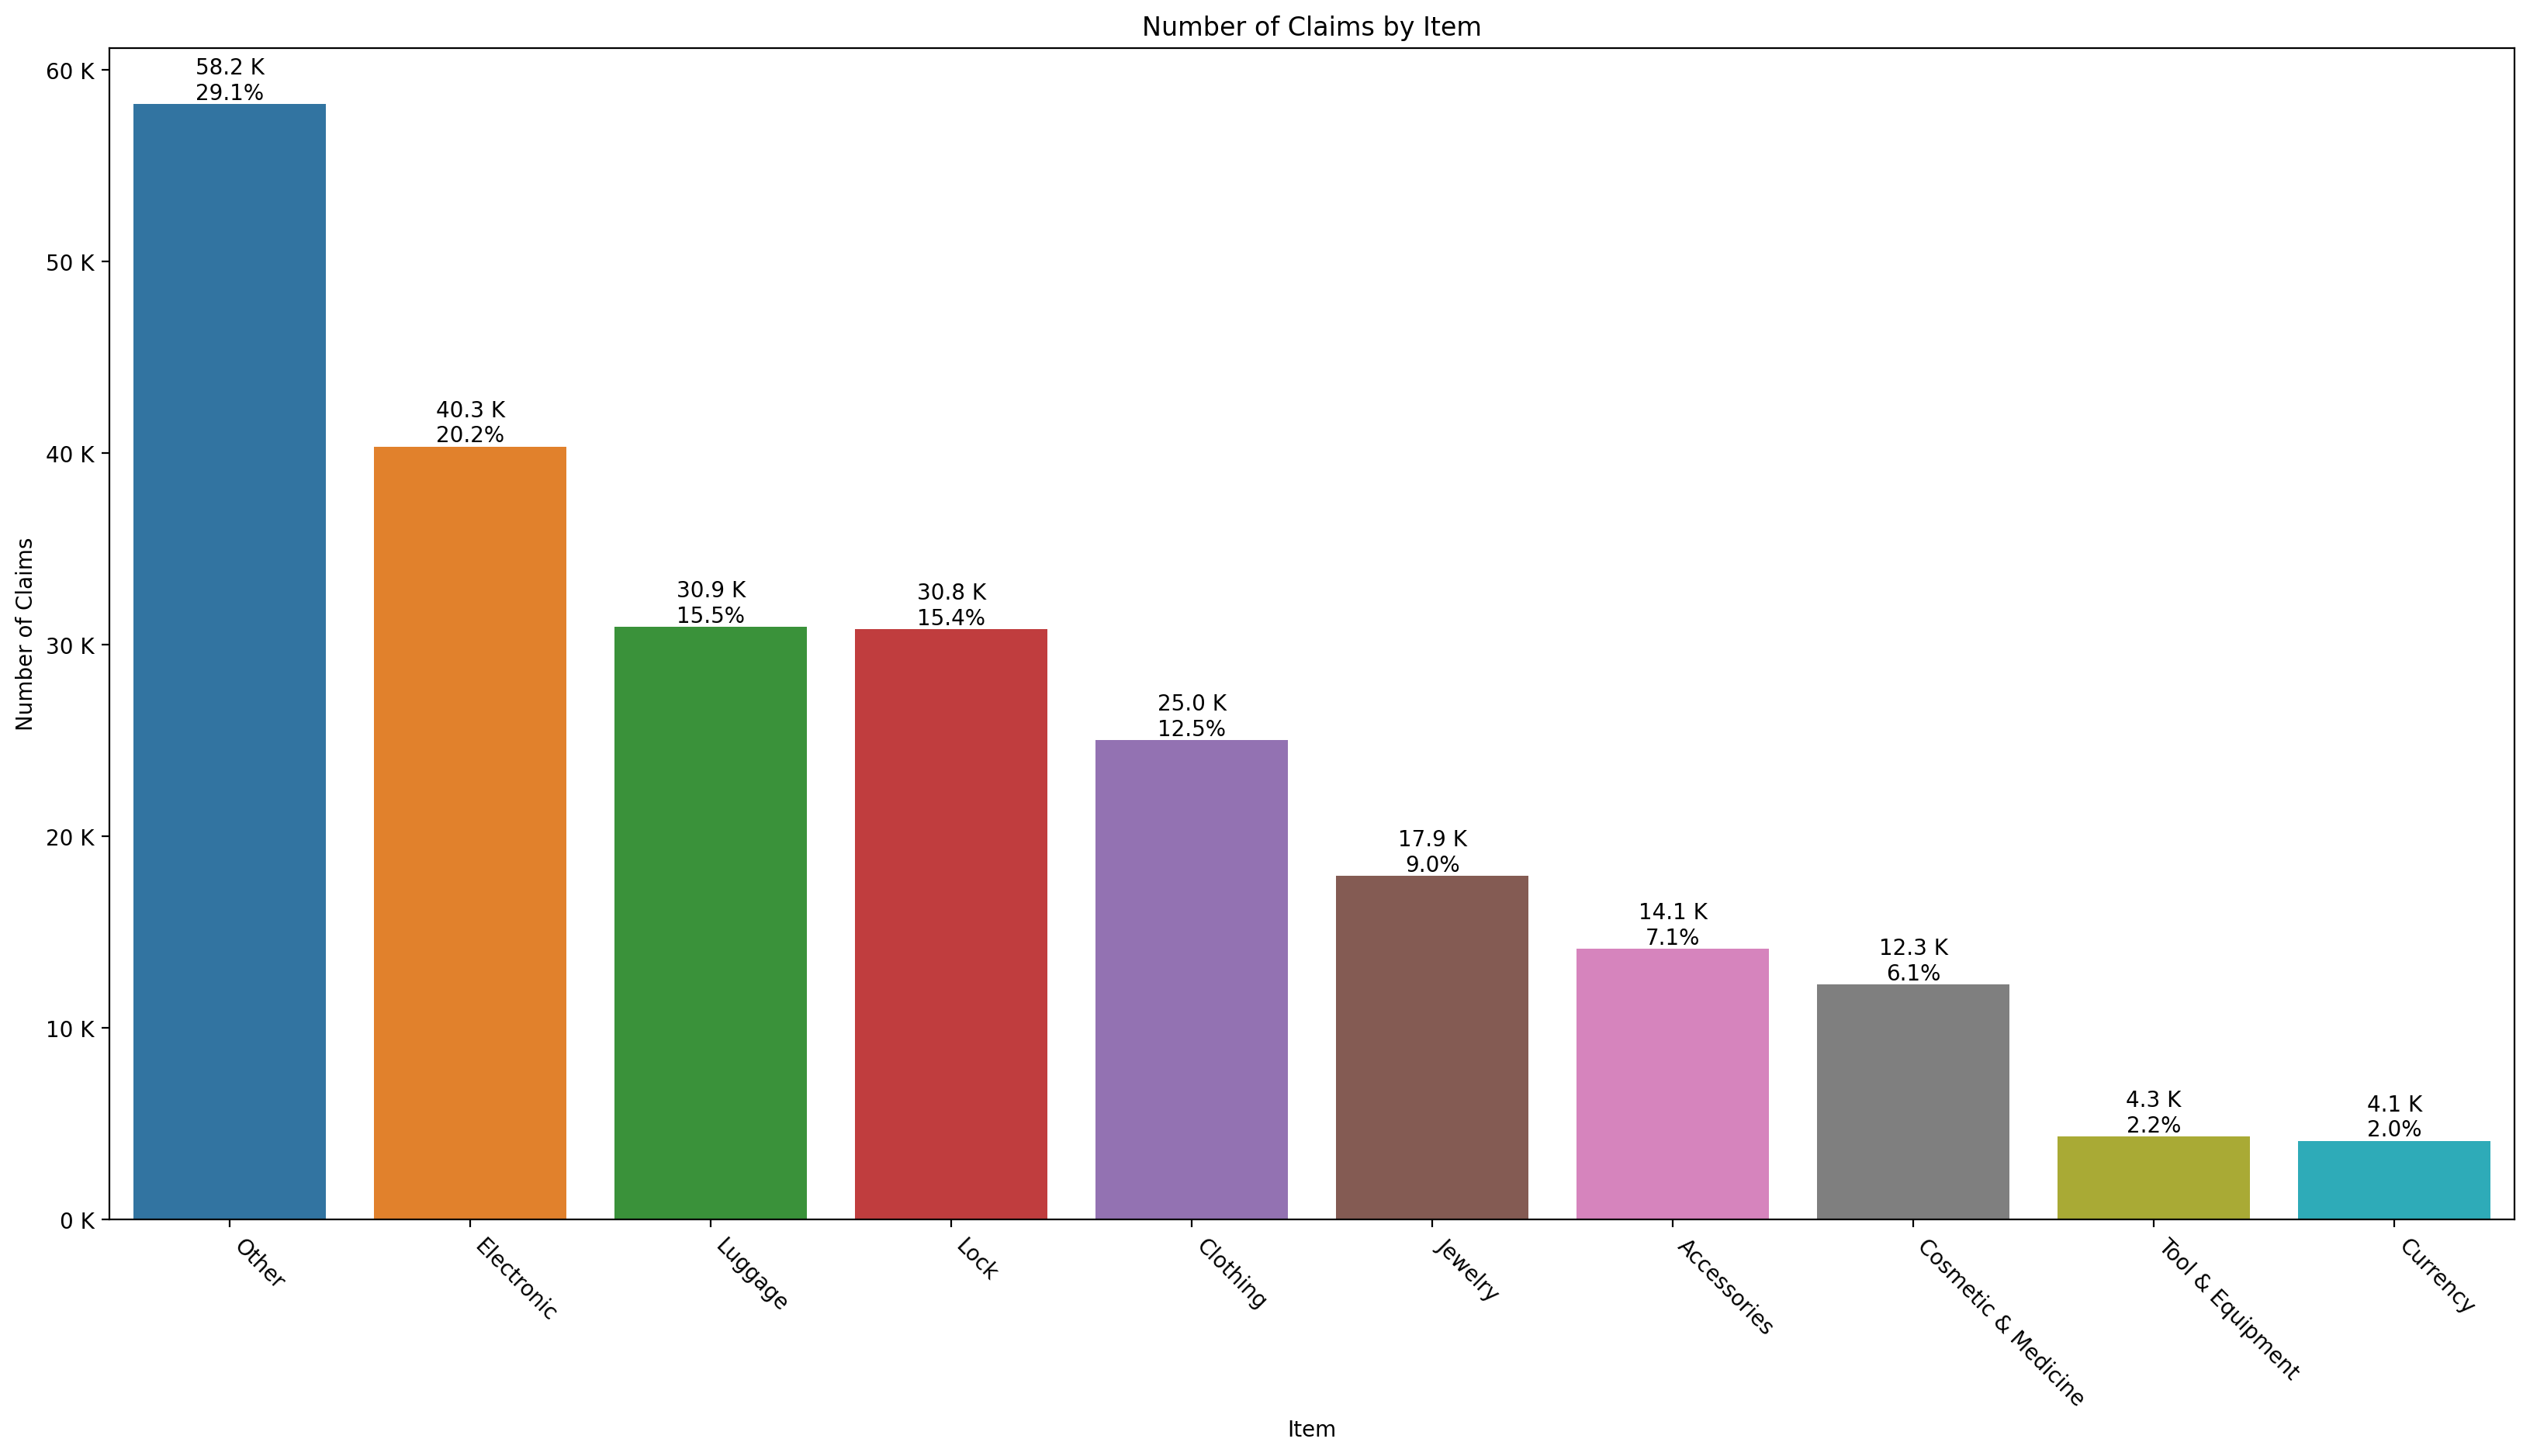 Number of Claims by Item
Number of Claims
60 K
50 K
40 K
30 K
20 K
10 K
0 K
58.2 K
29.1%
40.3 K
20.2%
30.9 K
15.5%
30.8 K
15.4%
25.0 K
12.5%
17.9 K
9.0%
14.1 K
7.1%
12.3 K
6.1%
4.3 K
2.2%
4.1 K
2.0%
Other
Electronic
Luggage
Lock
Clothing
Jewelry
Accessories
Cosmetic & Medicine
Tool & Equipment
Currency
Item